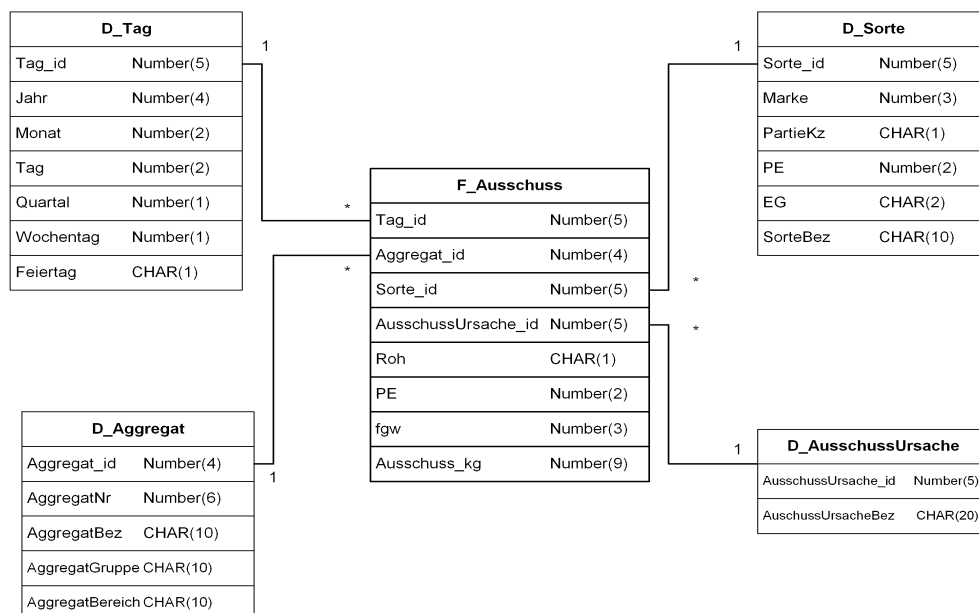 D_Tag
Tag_id Number(5)
Jahr Number(4)
Monat Number(2)
Tag Number(2)
Quartal Number(1)
Wochentag Number(1)
Feiertag CHAR(1)
1
*
D_Sorte
Sorte_id Number(5)
Marke Number(3)
PartieKz CHAR(1)
PE Number(2)
EG CHAR(2)
SorteBez CHAR(10)
1
*
F_Ausschuss
Tag_id Number(5)
Aggregat_id Number(4)
Sorte_id Number(5)
AusschussUrsache_id Number(5)
Roh CHAR(1)
PE Number(2)
fgw Number(3)
Ausschuss_kg Number(9)
D_Aggregat
Aggregat_id Number(4)
AggregatNr Number(6)
AggregatBez CHAR(10)
AggregatGruppe CHAR(10)
AggregatBereich CHAR(10)
1
*
D_AusschussUrsache
AusschussUrsache_id Number(5)
AuschussUrsacheBez CHAR(20)
1
*